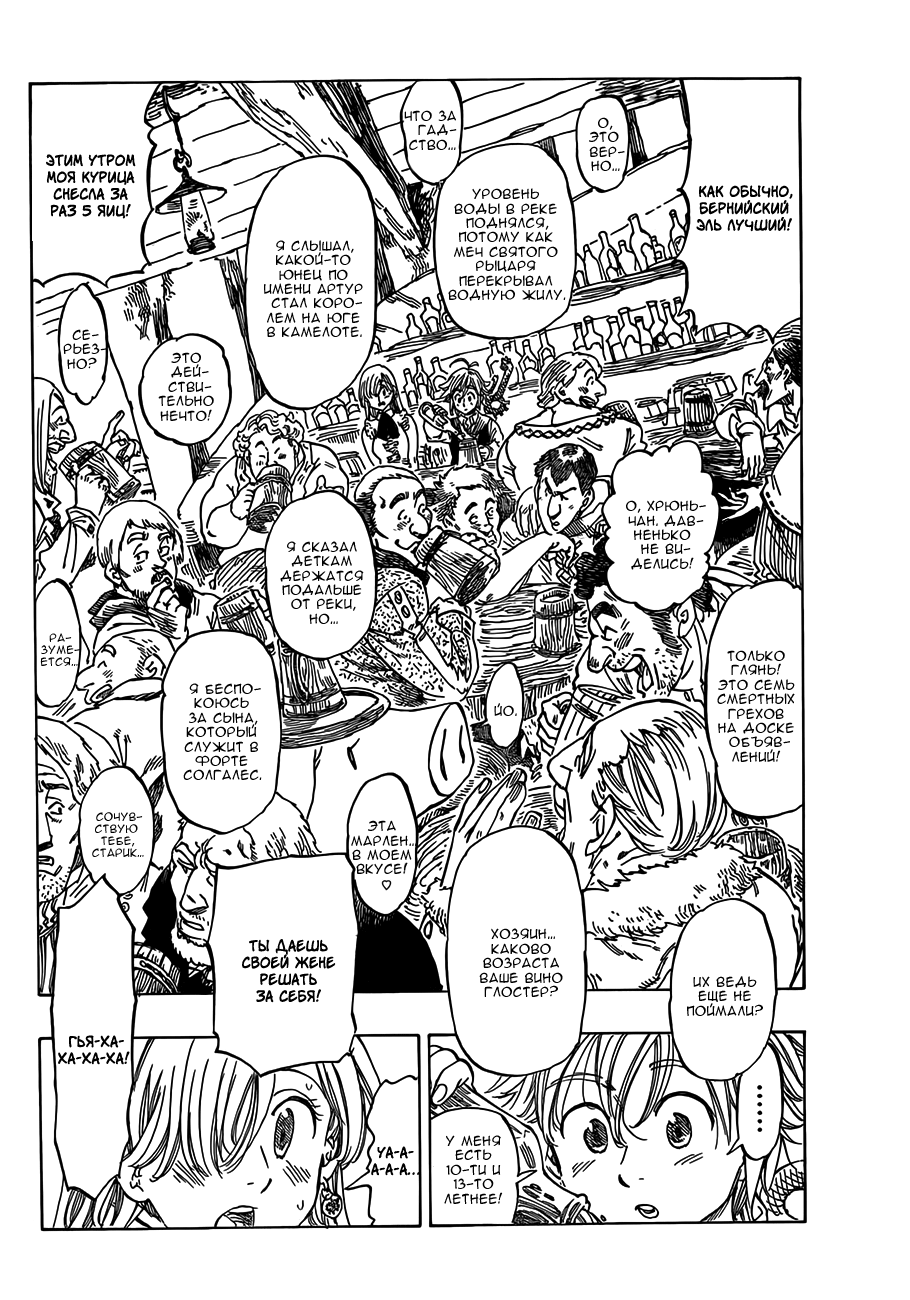 О,
ЭТО
ВЕР-
НО...
ЧТО ЗА
ГАД-
СТВО...
КАК ОБЫЧНО,
БЕРНИЙСКИЙ
ЭЛЬ ЛУЧШИЙ!
УРОВЕНЬ
ВОДЫ В РЕКЕ
ПОДНЯЛСЯ,
ПОТОМУ КАК
МЕЧ СВЯТОГО
РЫЦАРЯ
ПЕРЕКРЫВАЛ
ВОДНУЮ ЖИЛУ.
ЭТИМ УТРОМ
МОЯ КУРИЦА
СНЕСЛА ЗА
РАЗ 5 ЯИЦ!
Я СЛЫШАЛ,
КАКОЙ-ТО
ЮНЕЦ ПО
ИМЕНИ АРТУР
СТАЛ КОРО-
ЛЕМ НА ЮГЕ
В КАМЕЛОТЕ.
СЕ-
РЬЕЗ-
НО?
ЭТО
ДЕЙ-
СТВИ-
ТЕЛЬНО
НЕЧТО!
О, ХРЮНЬ-
ЧАН. ДАВ-
НЕНЬКО
НЕ ВИ-
ДЕЛИСЬ!
Я СКАЗАЛ
ДЕТКАМ
ДЕРЖАТСЯ
ПОДАЛЬШЕ
ОТ РЕКИ,
НО...
РА-
ЗУМЕ-
ЕТСЯ...
ТОЛЬКО
ГЛЯНЬ!
ЭТО СЕМЬ
СМЕРТНЫХ
ГРЕХОВ
НА ДОСКЕ
ОБЪЯВ-
ЛЕНИЙ!
ЙО.
Я БЕСПО-
КОЮСЬ
ЗА СЫНА,
КОТОРЫЙ
СЛУЖИТ В
ФОРТЕ
СОЛГАЛЕС.
СОЧУВ-
СТВУЮ
ТЕБЕ,
СТАРИК...
ЭТА
МАРЛЕН...
В МОЕМ
ВКУСЕ!
♡
ХОЗЯИН...
КАКОВО
ВОЗРАСТА
ВАШЕ ВИНО
ГЛОСТЕР?
ИХ ВЕДЬ
ЕЩЕ НЕ
ПОЙМАЛИ?
ТЫ ДАЕШЬ
СВОЕЙ ЖЕНЕ
РЕШАТЬ
ЗА СЕБЯ!
ГЬЯ-ХА-
ХА-ХА-ХА!
......
У МЕНЯ
ЕСТЬ
10-ТИ И
13-ТО
ЛЕТНЕЕ!
УА-А-
А-А-А...